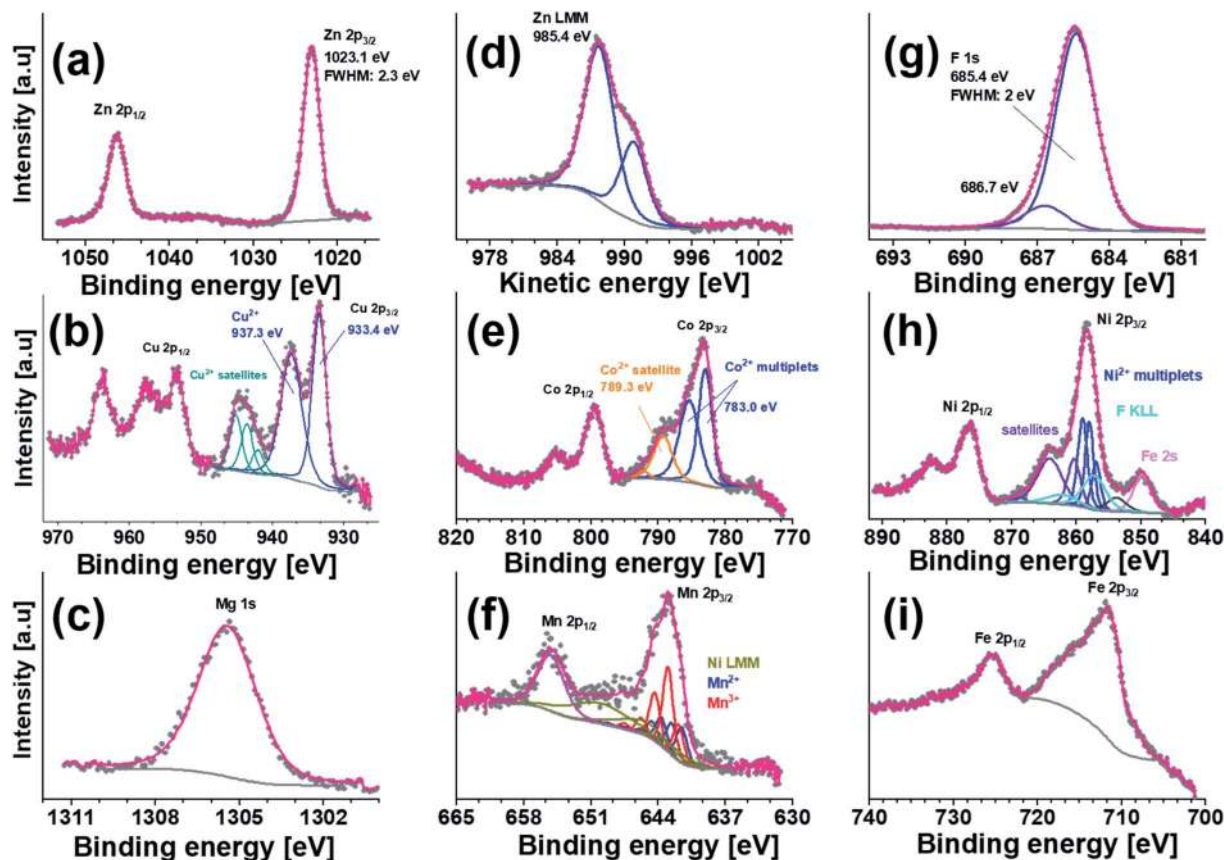 (a)
Zn 2p1/2
Zn 2p3/2
1023.1 eV
FWHM: 2.3 eV
Intensity [a.u]
1050 1040 1030 1020
Binding energy [eV]
(d)
Zn LMM
985.4 eV
978 984 990 996 1002
Kinetic energy [eV]
(g)
F 1s
685.4 eV
FWHM: 2 eV
686.7 eV
693 690 687 684 681
Binding energy [eV]
(b)
Cu 2p1/2
Cu2+ satellites
Cu2+
937.3 eV
Cu 2p3/2
933.4 eV
Intensity [a.u]
970 960 950 940 930
Binding energy [eV]
(e)
Co 2p1/2
Co 2p3/2
Co2+ satellite
789.3 eV
Co2+ multiplets
783.0 eV
820 810 800 790 780 770
Binding energy [eV]
(h)
Ni 2p1/2
Ni 2p3/2
satellites
Ni2+ multiplets
F KLL
Fe 2s
890 880 870 860 850 840
Binding energy [eV]
(c)
Mg 1s
Intensity [a.u]
1311 1308 1305 1302
Binding energy [eV]
(f)
Mn 2p1/2
Mn 2p3/2
Ni LMM
Mn2+
Mn3+
665 658 651 644 637 630
Binding energy [eV]
(i)
Fe 2p1/2
Fe 2p3/2
740 730 720 710 700
Binding energy [eV]